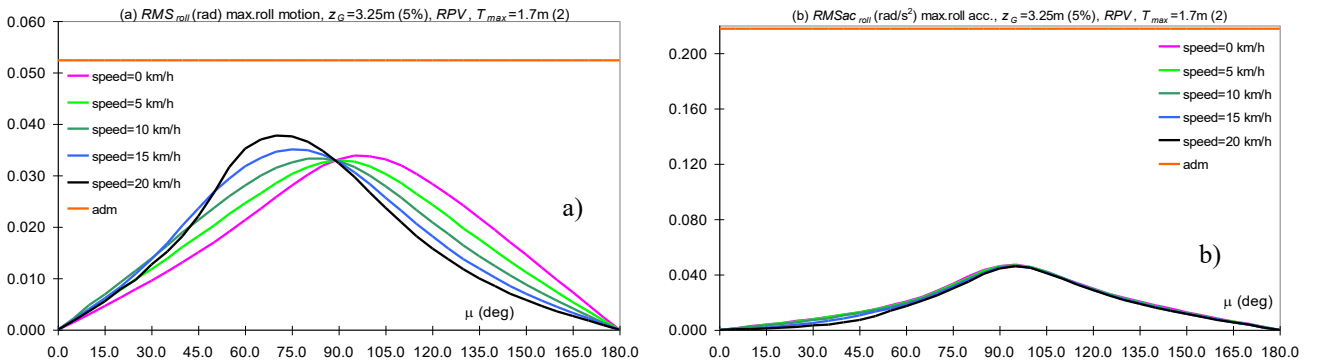 (a) RMS roll (rad) max.roll motion, z G =3.25m (5%), RPV, T max =1.7m (2)
0.060
0.050
0.040
0.030
0.020
0.010
0.000
speed=0 km/h
speed=5 km/h
speed=10 km/h
speed=15 km/h
speed=20 km/h
adm
a)
μ (deg)
0.0 15.0 30.0 45.0 60.0 75.0 90.0 105.0 120.0 135.0 150.0 165.0 180.0
(b) RMSac roll (rad/s²) max.roll acc., z G =3.25m (5%), RPV, T max =1.7m (2)
0.200
0.160
0.120
0.080
0.040
0.000
speed=0 km/h
speed=5 km/h
speed=10 km/h
speed=15 km/h
speed=20 km/h
adm
b)
μ (deg)
0.0 15.0 30.0 45.0 60.0 75.0 90.0 105.0 120.0 135.0 150.0 165.0 180.0